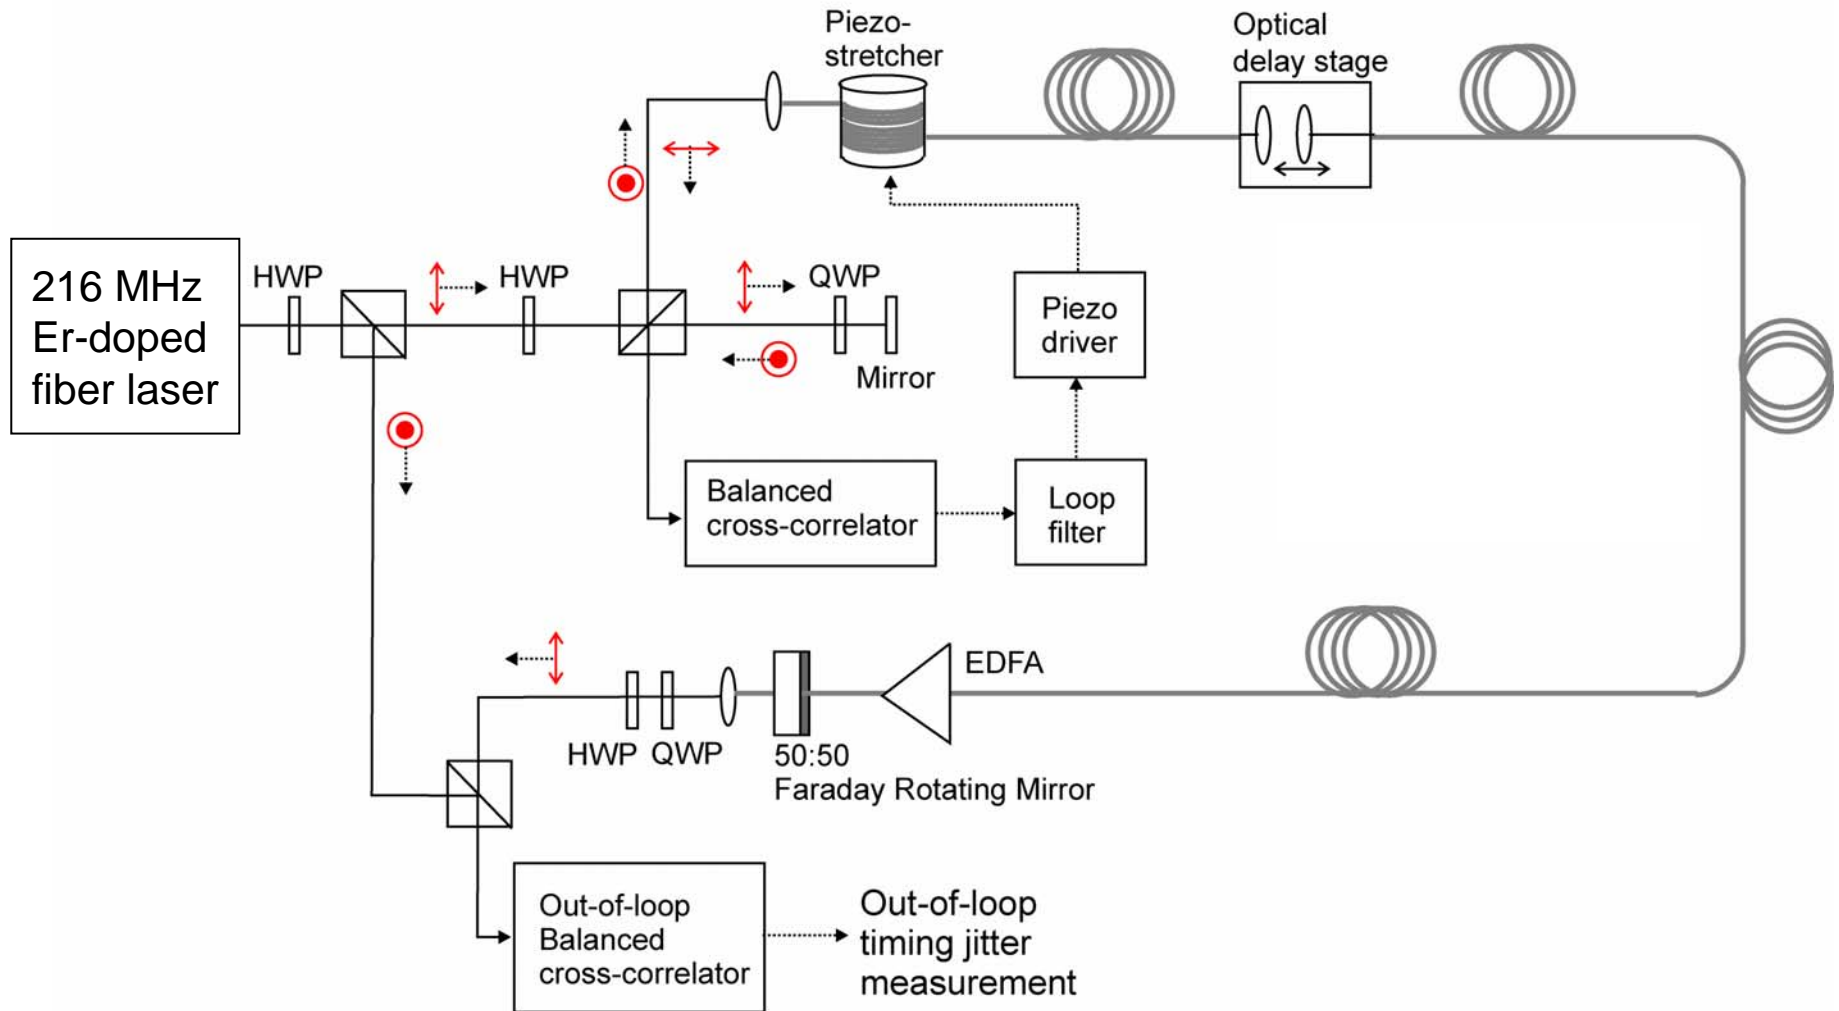 Piezo-
stretcher
Optical
delay stage
216 MHz
Er-doped
fiber laser
HWP
HWP
QWP
Mirror
Piezo
driver
Balanced
cross-correlator
Loop
filter
EDFA
HWP QWP
50:50
Faraday Rotating Mirror
Out-of-loop
Balanced
cross-correlator
Out-of-loop
timing jitter
measurement